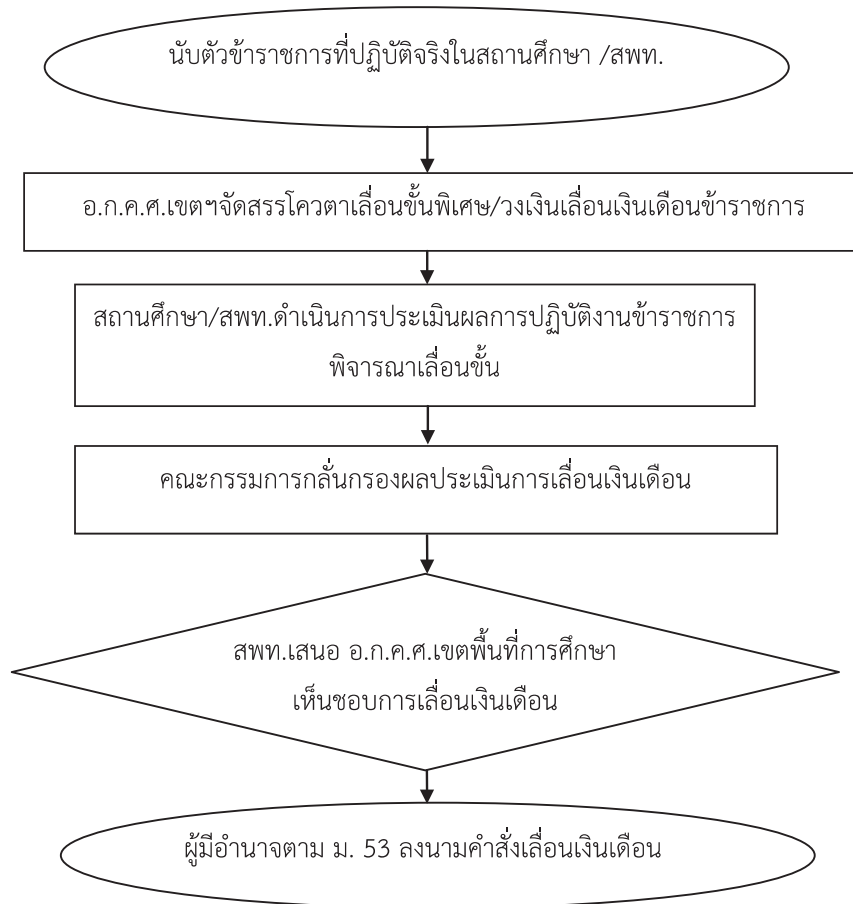 นับตัวข้าราชการที่ปฏิบัติจริงในสถานศึกษา /สพท.
อ.ก.ค.ศ.เขตฯจัดสรรโควตาเลื่อนขั้นพิเศษ/วงเงินเลื่อนเงินเดือนข้าราชการ
สถานศึกษา/สพท.ดำเนินการประเมินผลการปฏิบัติงานข้าราชการ
พิจารณาเลื่อนขั้น
คณะกรรมการกลั่นกรองผลประเมินการเลื่อนเงินเดือน
สพท.เสนอ อ.ก.ค.ศ.เขตพื้นที่การศึกษา
เห็นชอบการเลื่อนเงินเดือน
ผู้มีอำนาจตาม ม. 53 ลงนามคำสั่งเลื่อนเงินเดือน